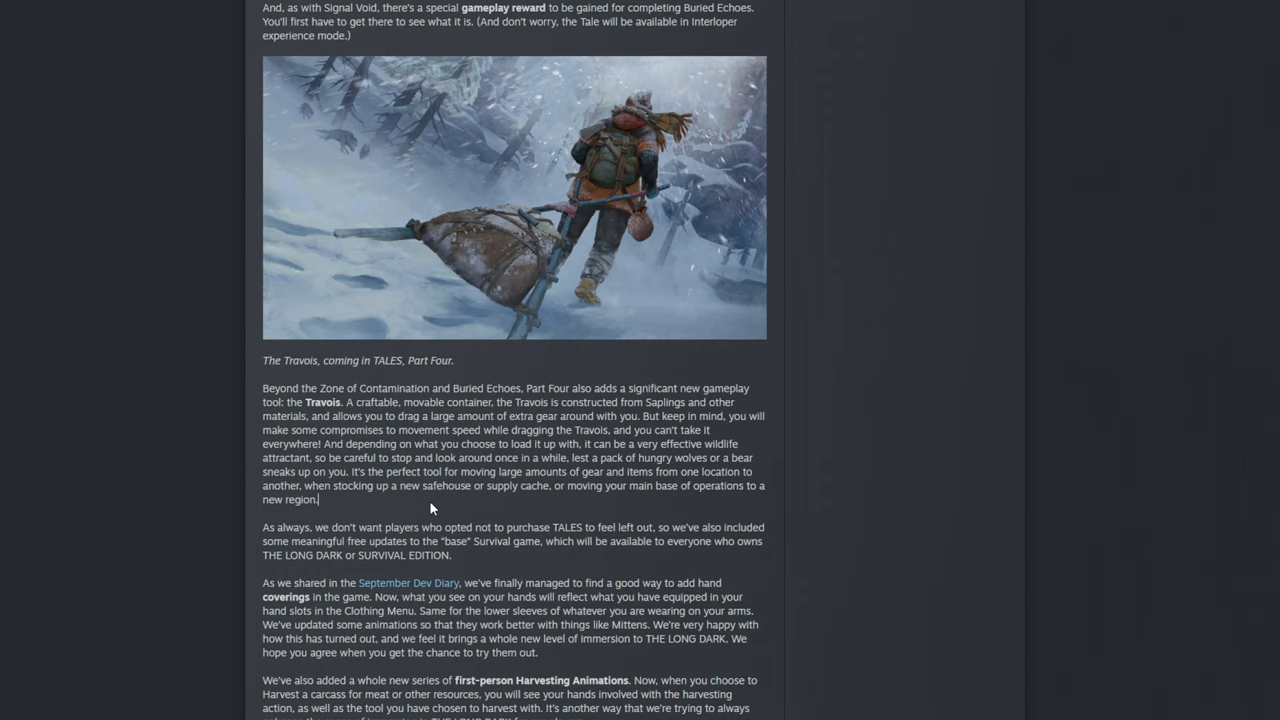 And, as with Signal Void, there's a special gameplay reward to be gained for completing Buried Echoes.
You'll first have to get there to see what it is. (And don't worry, the Tale will be available in Interloper
experience mode.)
The Travois, coming in TALES, Part Four.
Beyond the Zone of Contamination and Buried Echoes, Part Four also adds a significant new gameplay
tool: the Travois. A craftable, movable container, the Travois is constructed from Saplings and other
materials, and allows you to drag a large amount of extra gear around with you. But keep in mind, you will
make some compromises to movement speed while dragging the Travois, and you can't take it
everywhere! And depending on what you choose to load it up with, it can be a very effective wildlife
attractant, so be careful to stop and look around once in a while, lest a pack of hungry wolves or a bear
sneaks up on you. It's the perfect tool for moving large amounts of gear and items from one location to
another, when stocking up a new safehouse or supply cache, or moving your main base of operations to a
new region.
As always, we don't want players who opted not to purchase TALES to feel left out, so we've also included
some meaningful free updates to the "base" Survival game, which will be available to everyone who owns
THE LONG DARK or SURVIVAL EDITION.
As we shared in the September Dev Diary, we've finally managed to find a good way to add hand
coverings in the game. Now, what you see on your hands will reflect what you have equipped in your
hand slots in the Clothing Menu. Same for the lower sleeves of whatever you are wearing on your arms.
We've updated some animations so that they work better with things like Mittens. We're very happy with
how this has turned out, and we feel it brings a whole new level of immersion to THE LONG DARK. We
hope you agree when you get the chance to try them out.
We've also added a whole new series of first-person Harvesting Animations. Now, when you choose to
Harvest a carcass for meat or other resources, you will see your hands involved with the harvesting
action, as well as the tool you have chosen to harvest with. It's another way that we're trying to always